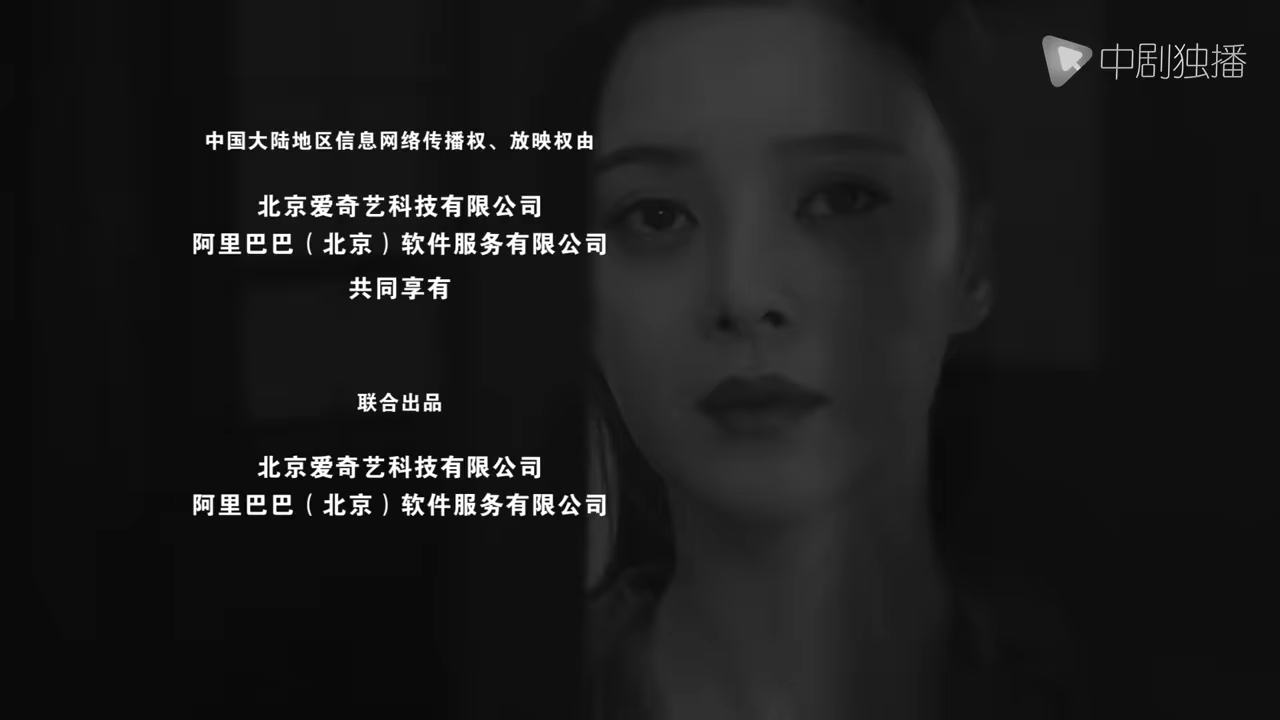 中剧独播
中国大陆地区信息网络传播权、放映权由
北京爱奇艺科技有限公司
阿里巴巴（北京）软件服务有限公司
共同享有
联合出品
北京爱奇艺科技有限公司
阿里巴巴（北京）软件服务有限公司